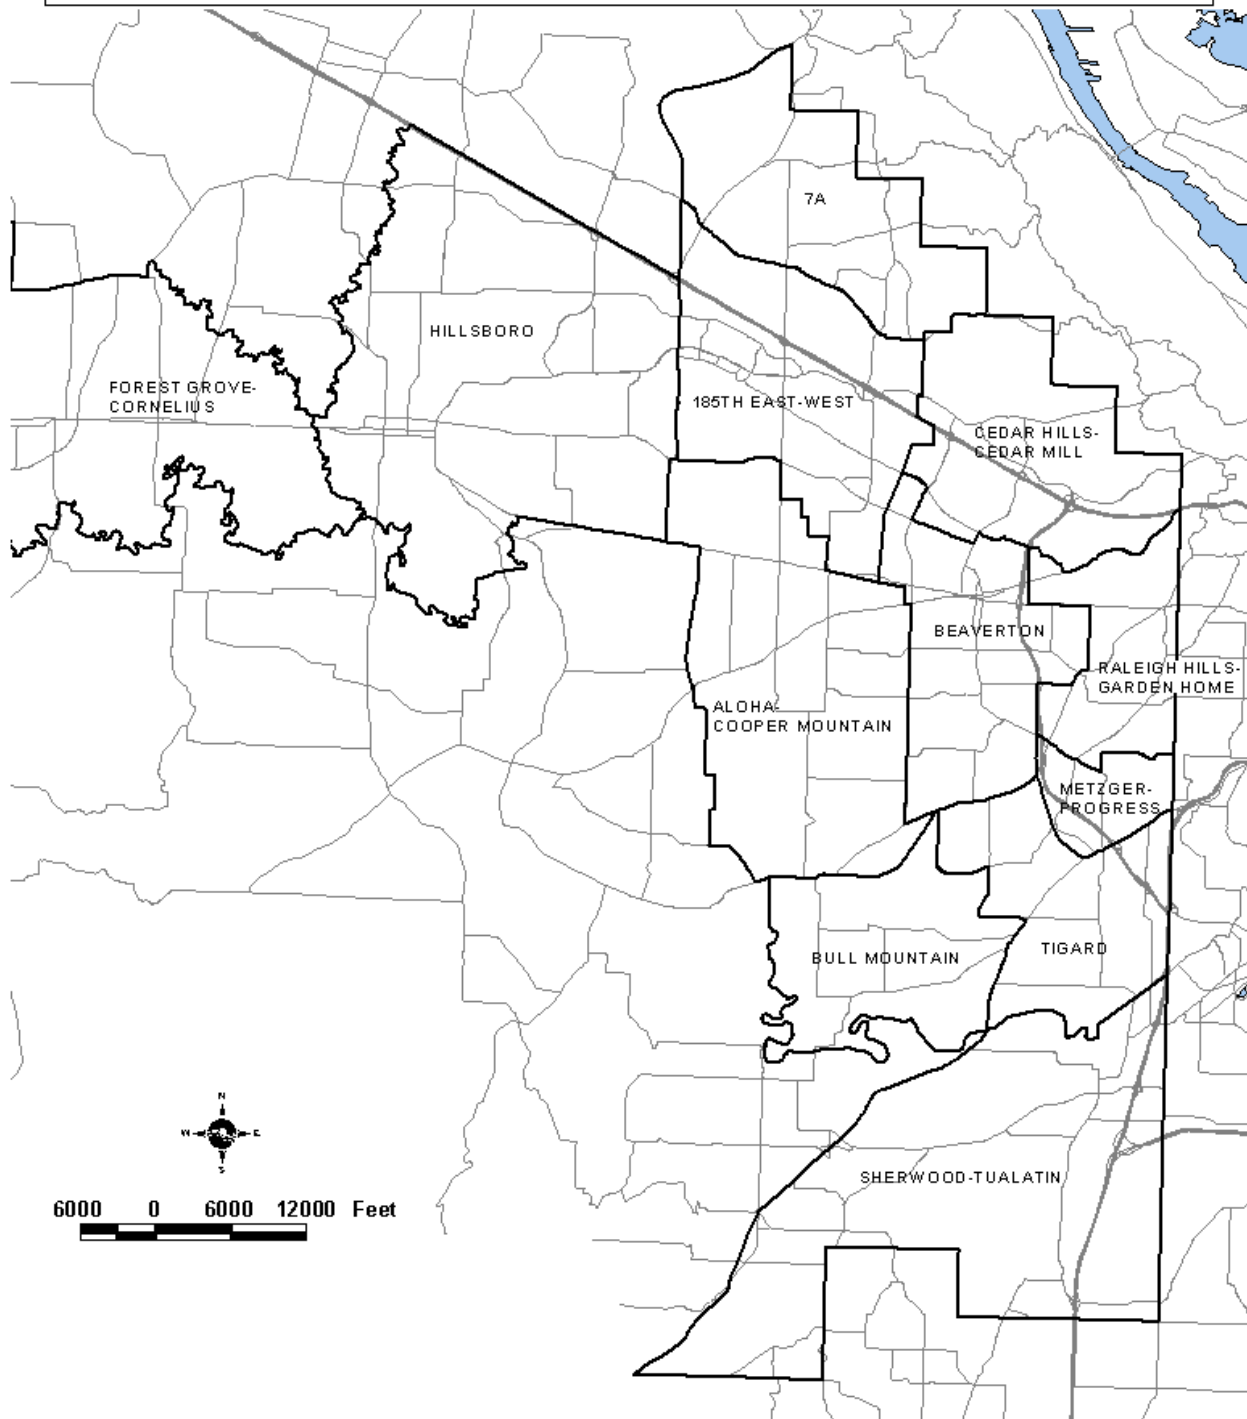 7A
HILLSBORO
FOREST GROVE-
CORNELIUS
185TH EAST-WEST
CEDAR HILLS-
CEDAR MILL
BEAVERTON
RALEIGH HILLS-
GARDEN HOME
ALOHA-
COOPER MOUNTAIN
METZGER-
PROGRESS
BULL MOUNTAIN
TIGARD
N
W E
S
SHERWOOD-TUALATIN
6000 0 6000 12000 Feet